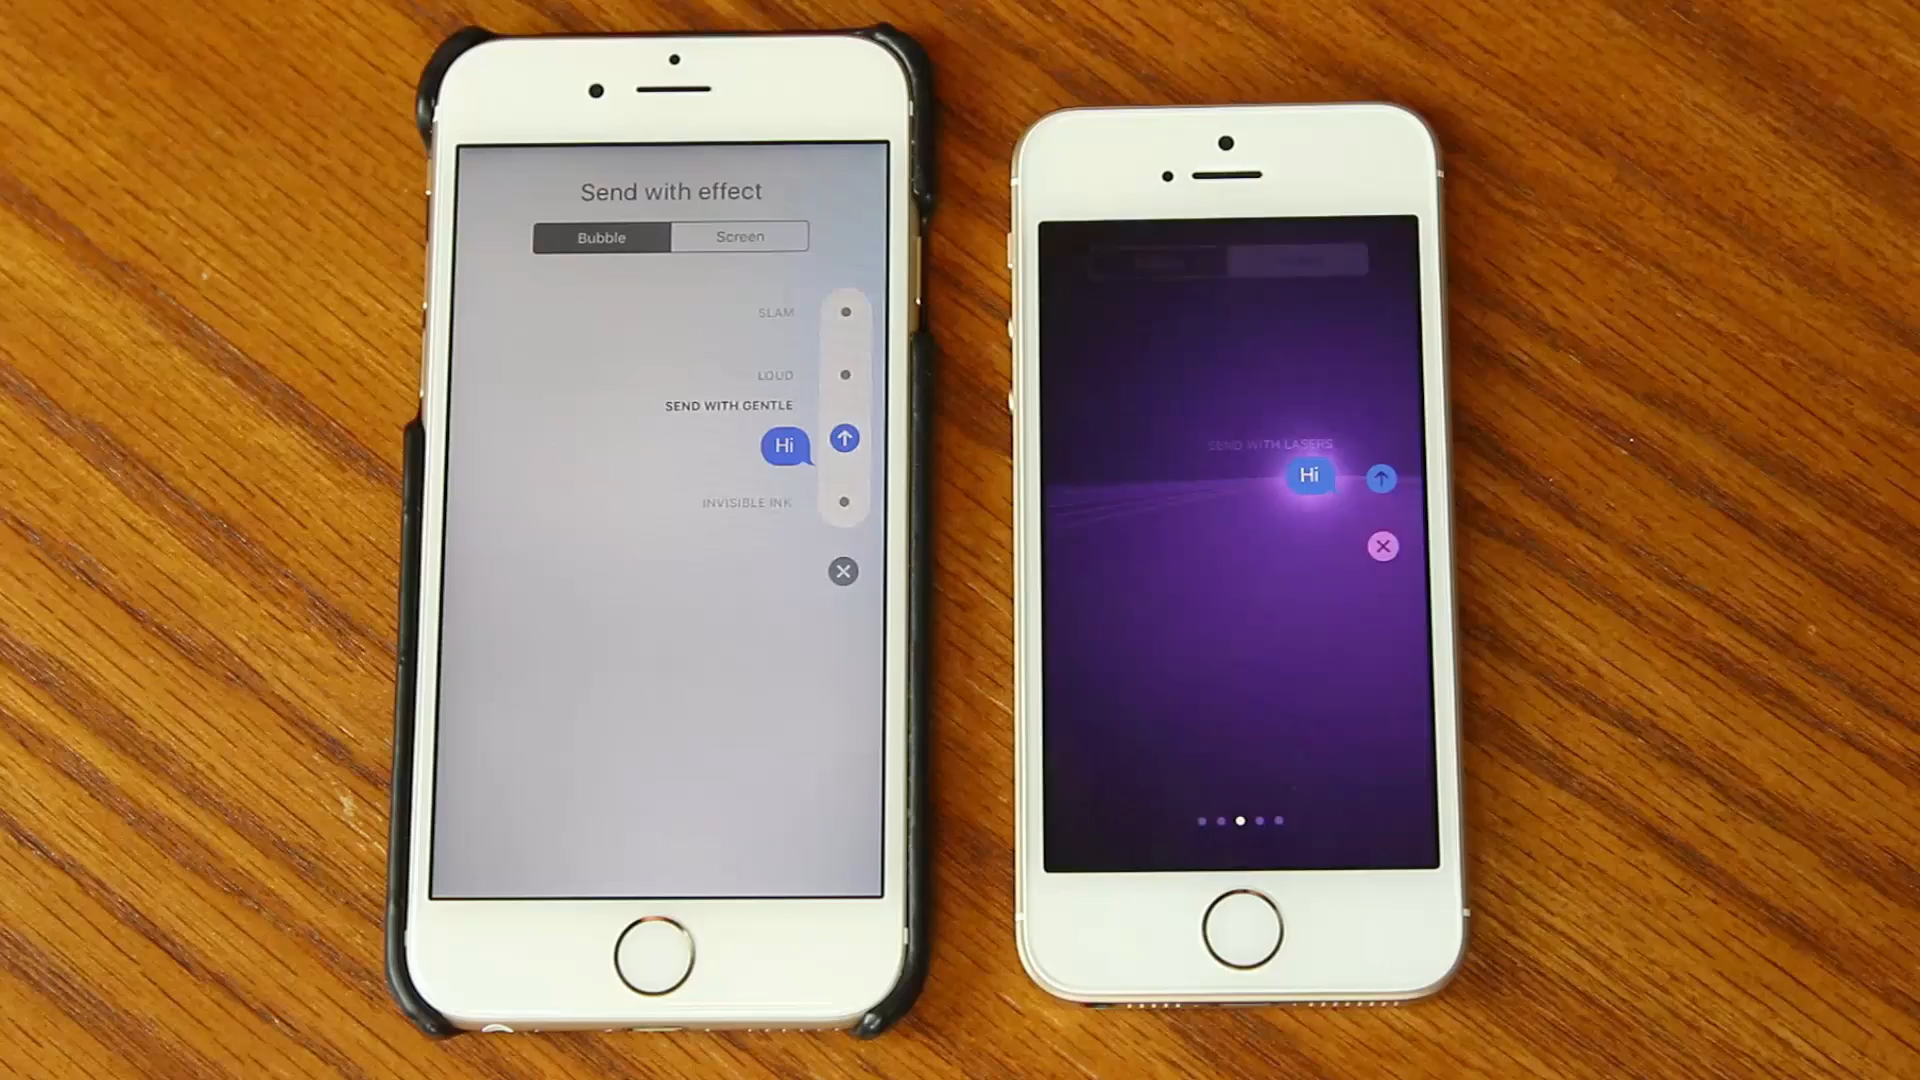 Send with effect
Bubble Screen
SLAM
LOUD
SEND WITH GENTLE
Hi
INVISIBLE INK
SEND WITH LASERS
Hi